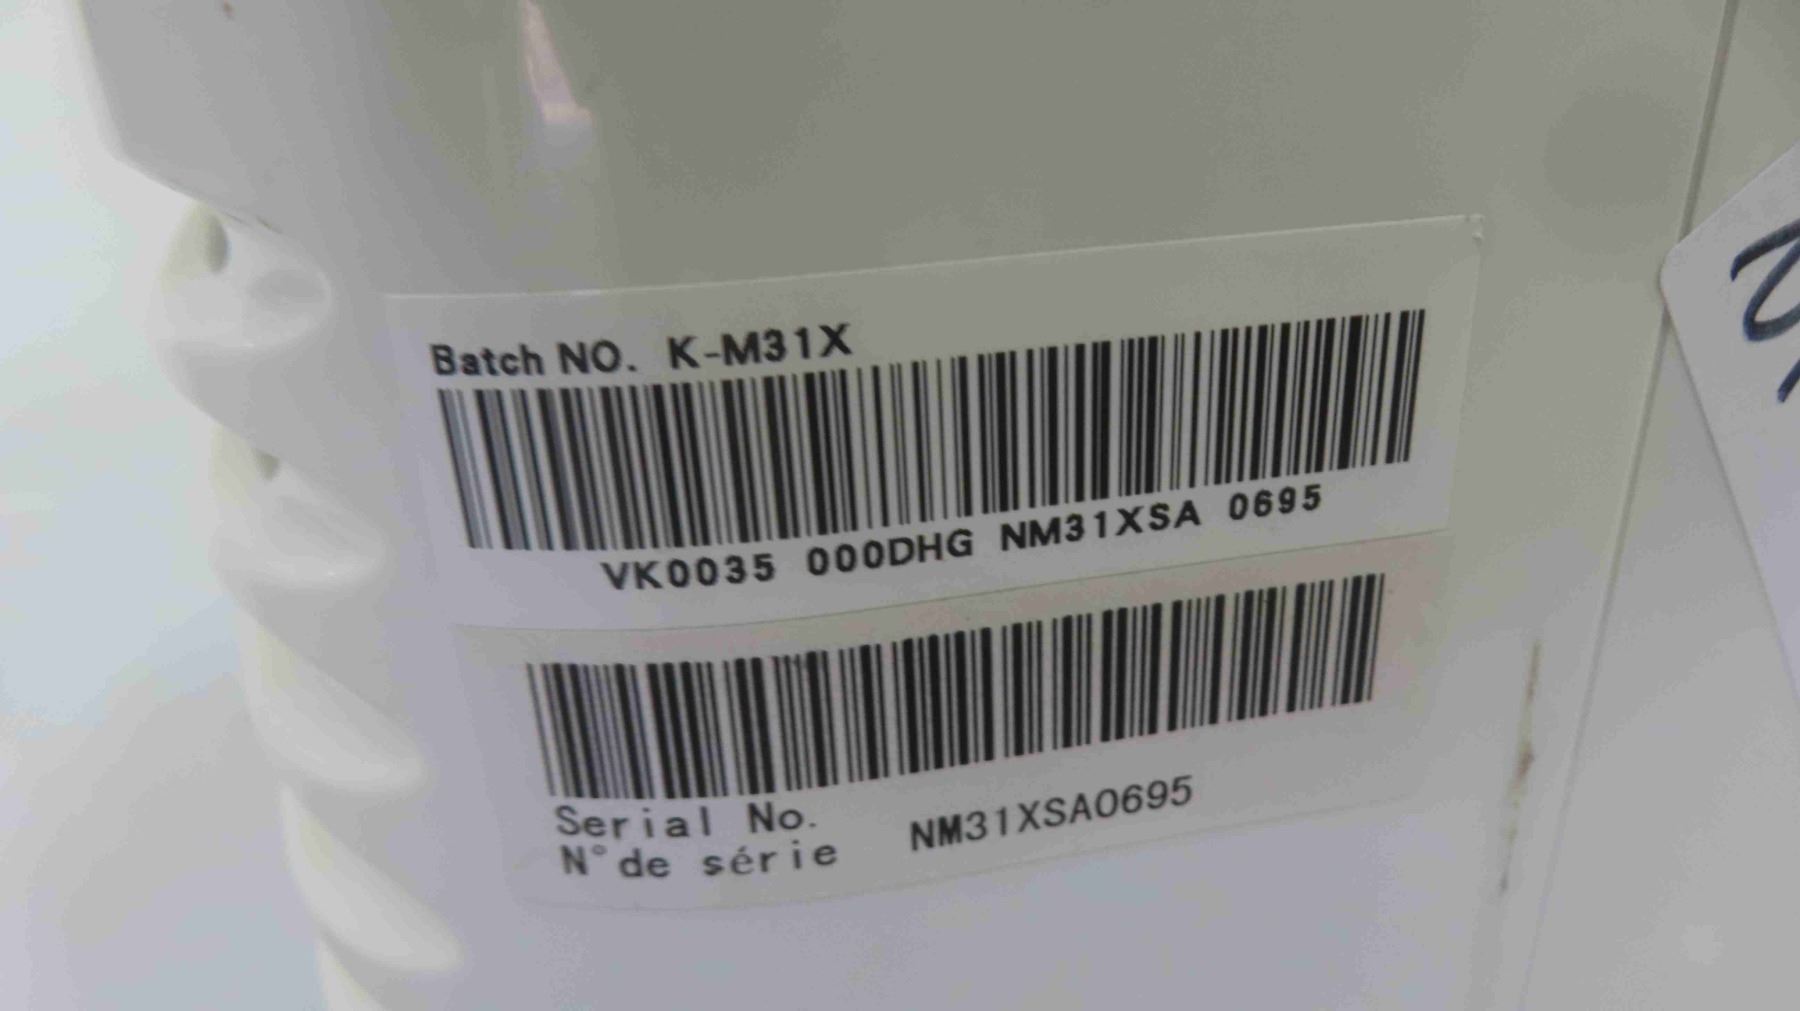 Batch NO. K-M31X
VK0035 000DHG NM31XSA 0695
Serial No.
N° de série NM31XSA0695